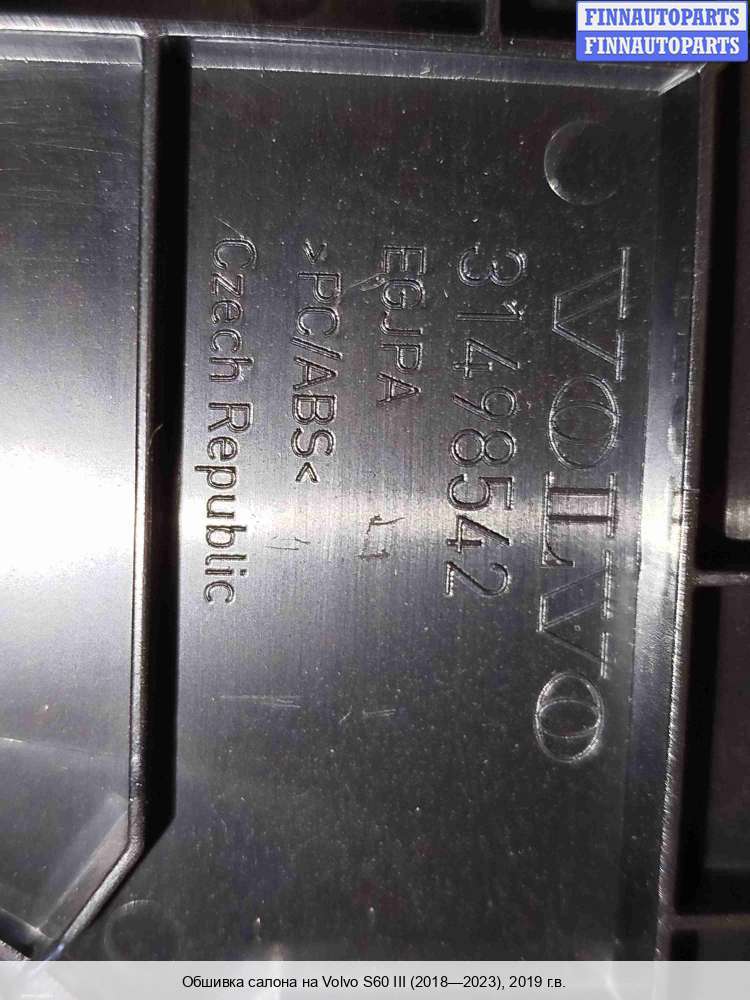 FINNAUTOPARTS
FINNAUTOPARTS
VOLVO
31498542
EGJPA
>PC/ABS<
Czech Republic
Обшивка салона на Volvo S60 III (2018—2023), 2019 г.в.